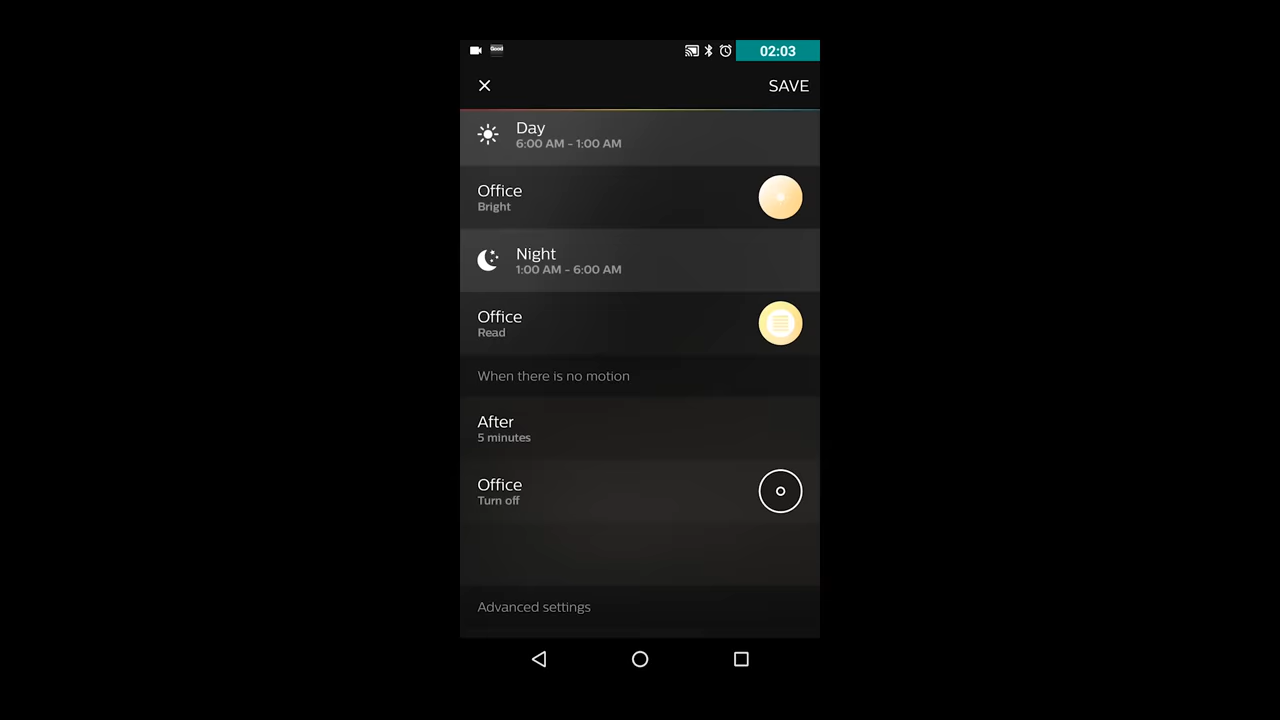 Good
02:03
SAVE
Day
6:00 AM - 1:00 AM
Office
Bright
Night
1:00 AM - 6:00 AM
Office
Read
When there is no motion
After
5 minutes
Office
Turn off
Advanced settings